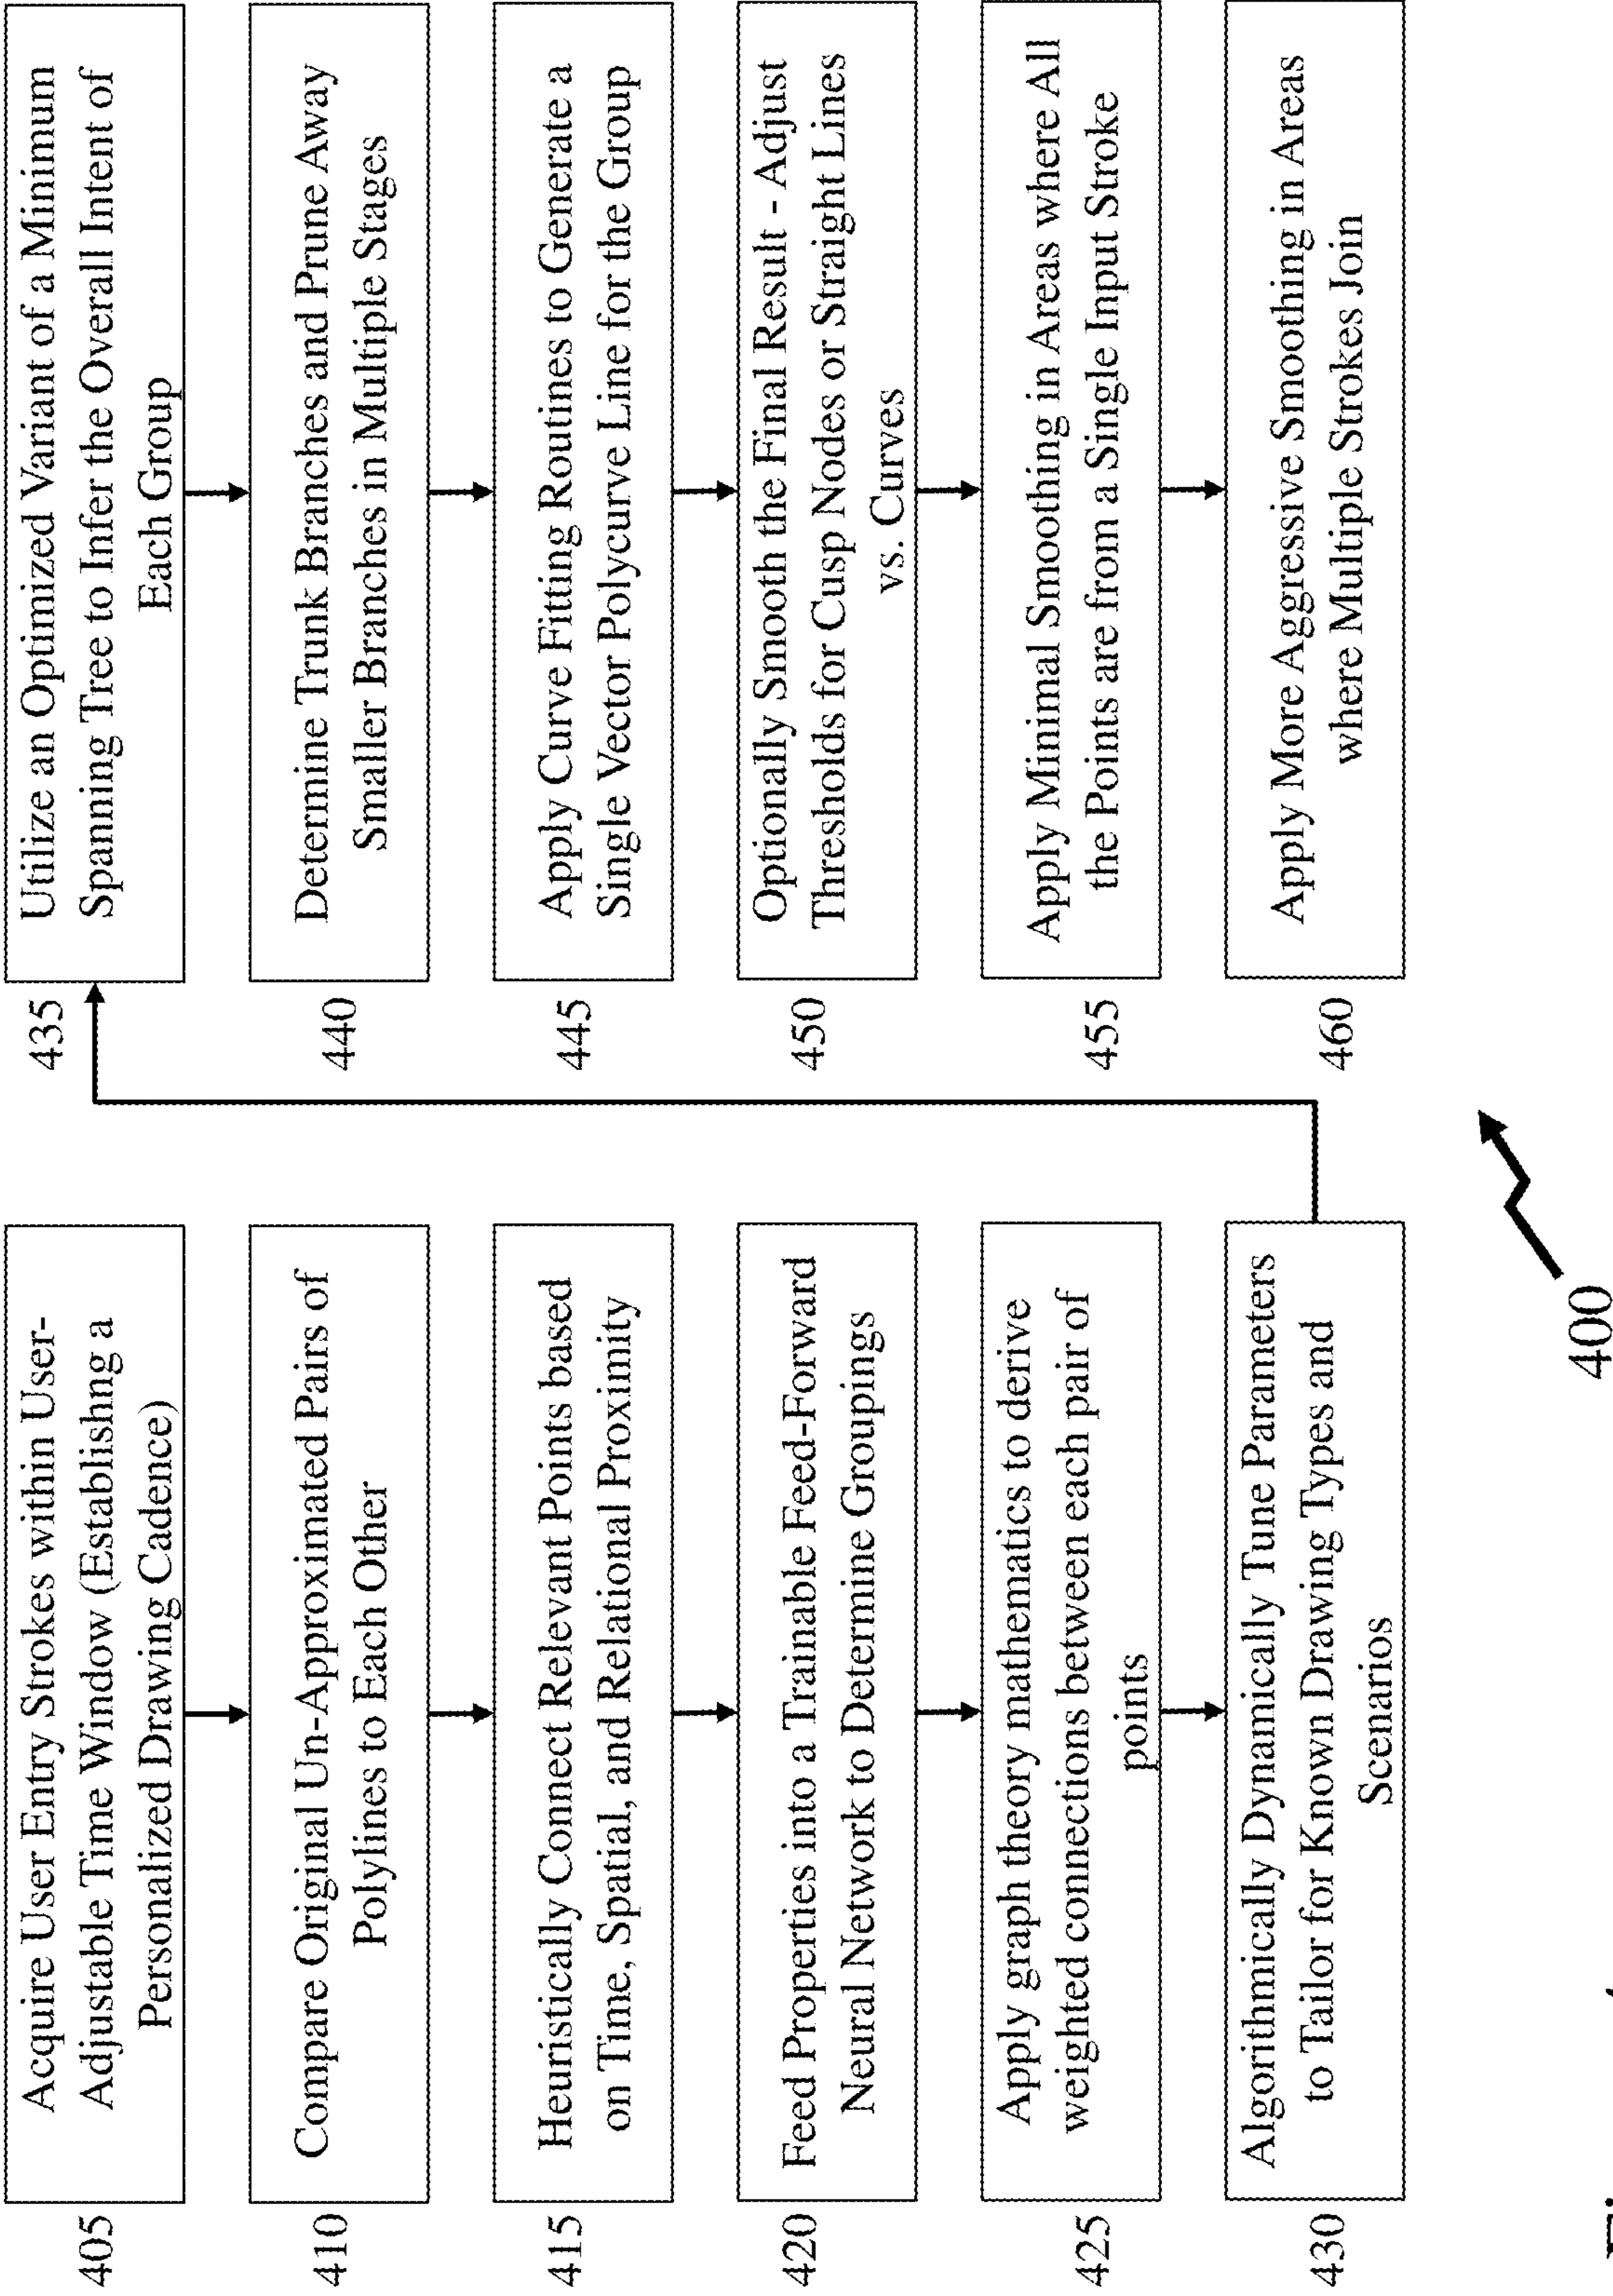 405
Acquire User Entry Strokes within User-
Adjustable Time Window (Establishng a
Personalized Drawing Cadence)
410
Compare Original Un-Approximated Pairs of
Polylines to Each Other
415
Heuristically Connect Relevant Points based
on Time, Spatial, and Relational Proximity
420
Feed Properties into a Trainable Feed-Forward
Neural Network to Determine Groupings
425
Apply graph theory mathematics to derive
weighted connections between each pair of
points
430
Algorithmically Dynamically Tune Parameters
to Tailor for Known Drawing Types and
Scenarios
435
Utilize an Optimized Variant of a Minimum
Spanning Tree to Infer the Overall Intent of
Each Group
440
Determine Trunk Branches and Prune Away
Smaller Branches in Multiple Stages
445
Apply Curve Fitting Routines to Generate a
Single Vector Polycurve Line for the Group
450
Optionally Smooth the Final Result - Adjust
Thresholds for Cusp Nodes or Straight Lines
vs. Curves
455
Apply Minimal Smoothing in Areas where All
the Points are from a Single Input Stroke
460
Apply More Aggressive Smoothing in Areas
where Multiple Strokes Join
400